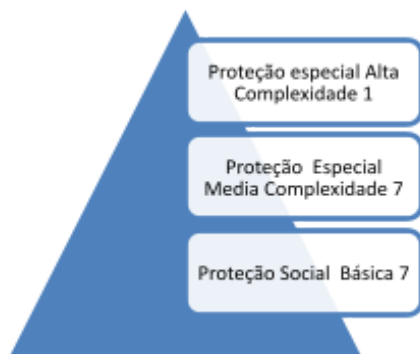 Proteção especial Alta
Complexidade 1
Proteção Especial
Media Complexidade 7
Proteção Social Básica 7